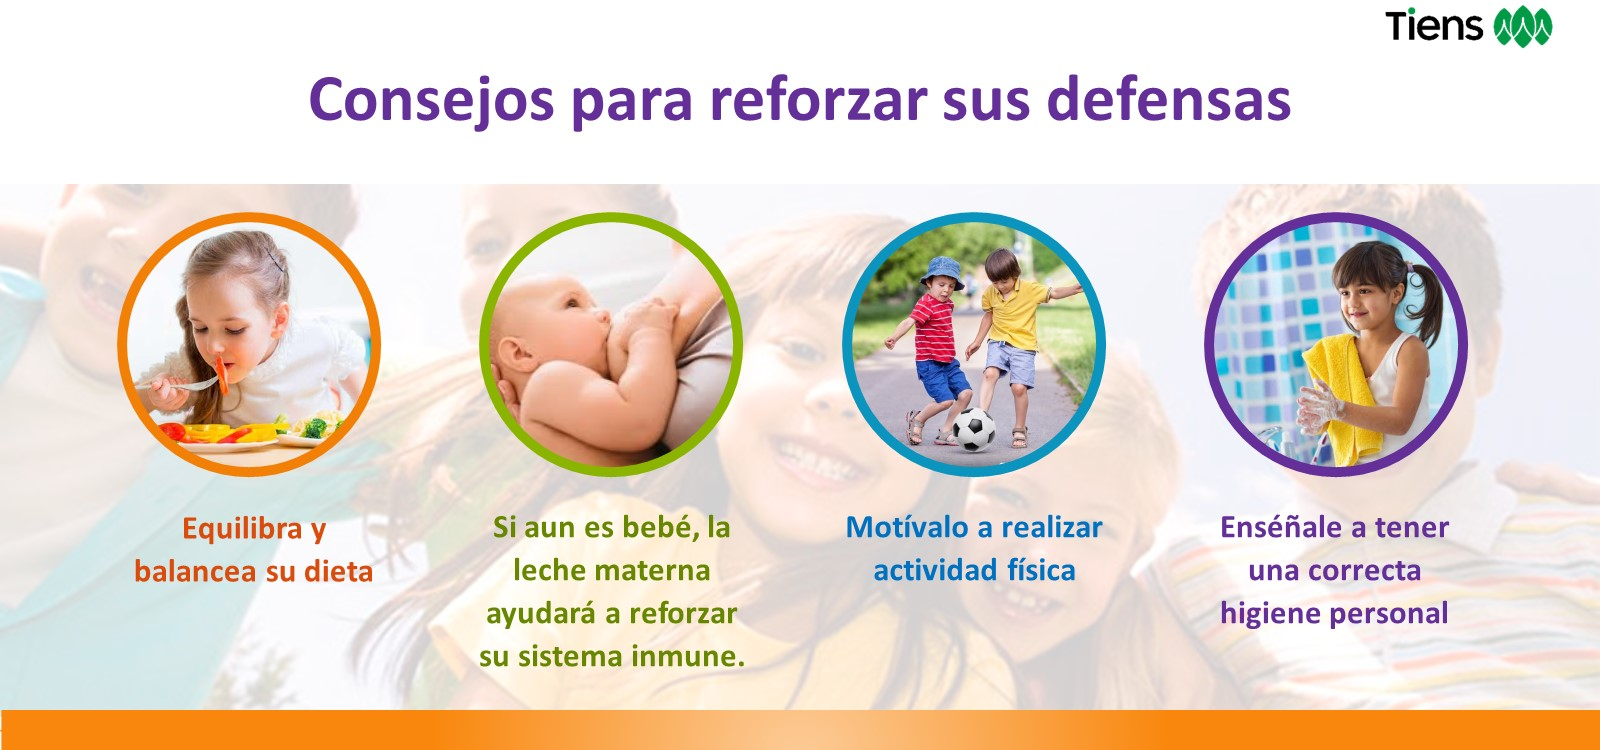 Tiens
Consejos para reforzar sus defensas
Equilibra y
balancea su dieta
Si aun es bebé, la
leche materna
ayudará a reforzar
su sistema inmune.
Motívalo a realizar
actividad física
Enséñale a tener
una correcta
higiene personal